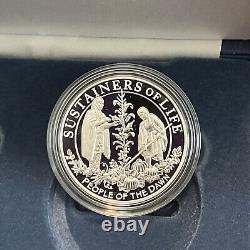 SUSTAINERS OF LIFE
PEOPLE OF THE DAWN